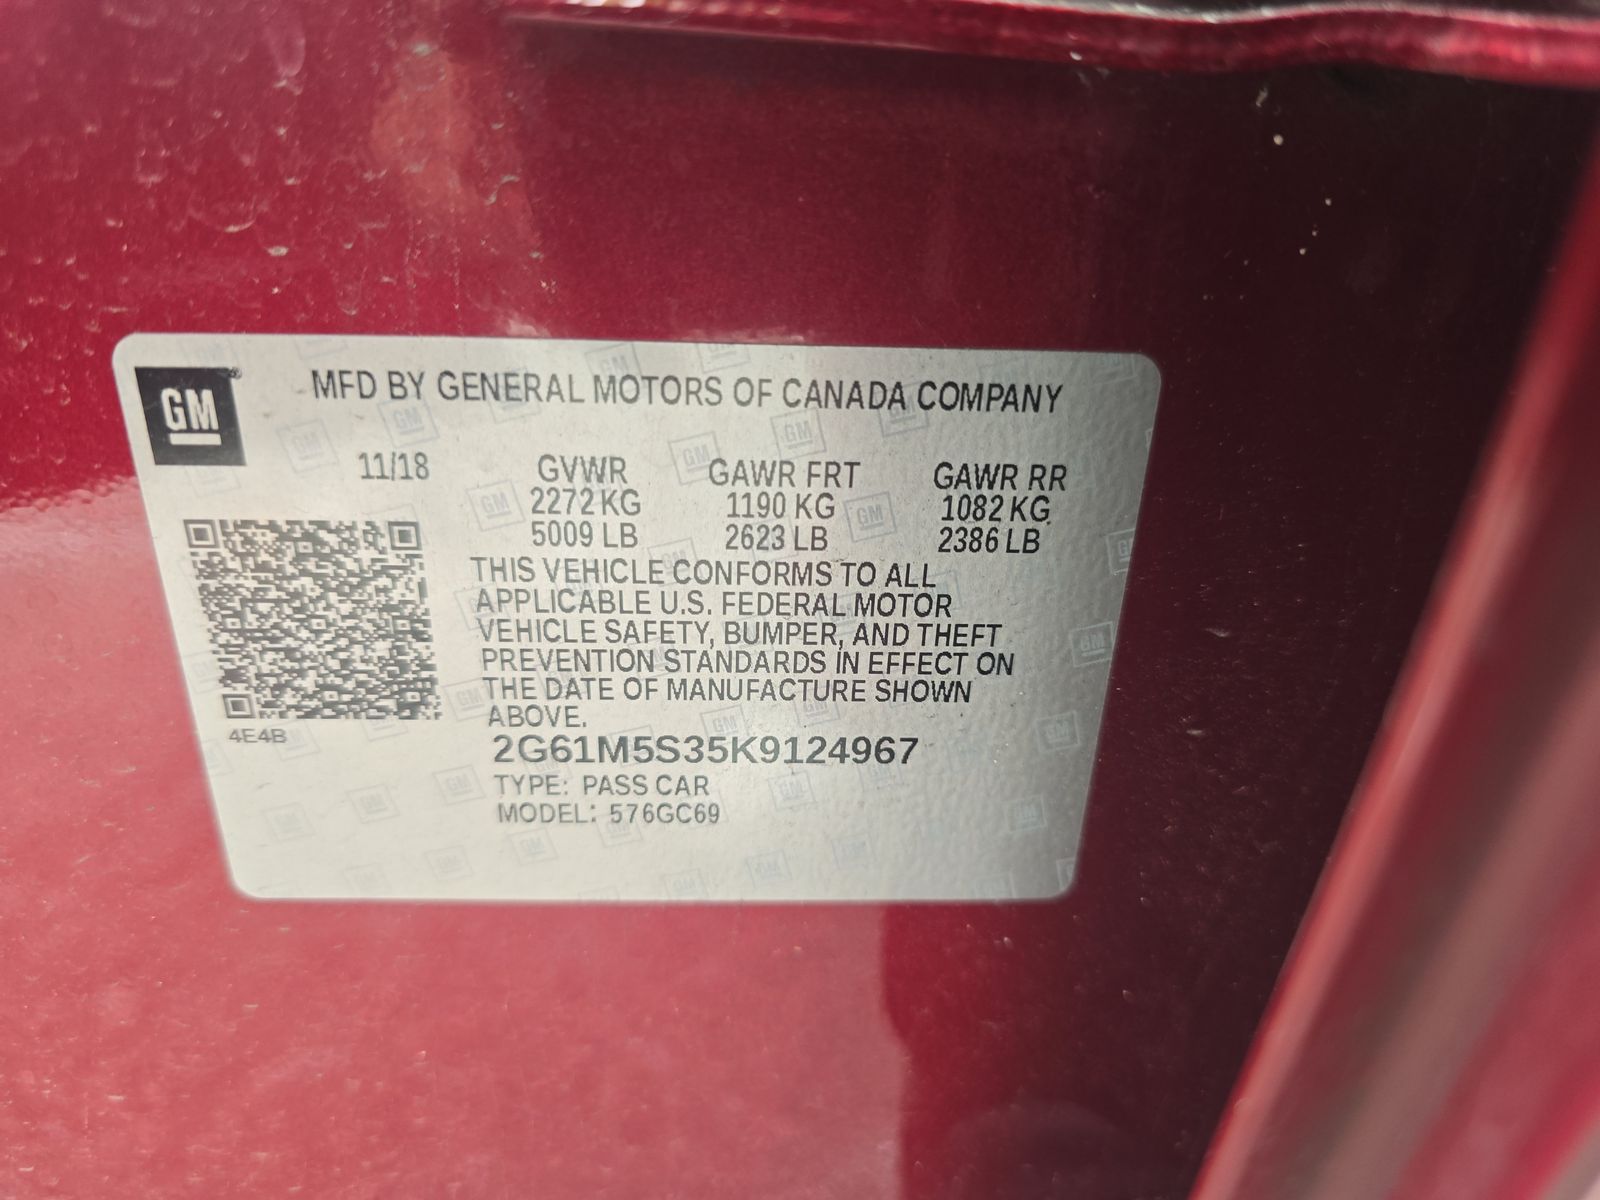 GM
MFD BY GENERAL MOTORS OF CANADA COMPANY
11/18 GVWR GAWR FRT GAWR RR
2272 KG 1190 KG 1082 KG
5009 LB 2623 LB 2386 LB
THIS VEHICLE CONFORMS TO ALL
APPLICABLE U.S. FEDERAL MOTOR
VEHICLE SAFETY, BUMPER, AND THEFT
PREVENTION STANDARDS IN EFFECT ON
THE DATE OF MANUFACTURE SHOWN
ABOVE.
4E4B
2G61M5S35K9124967
TYPE: PASS CAR
MODEL: 576GC69